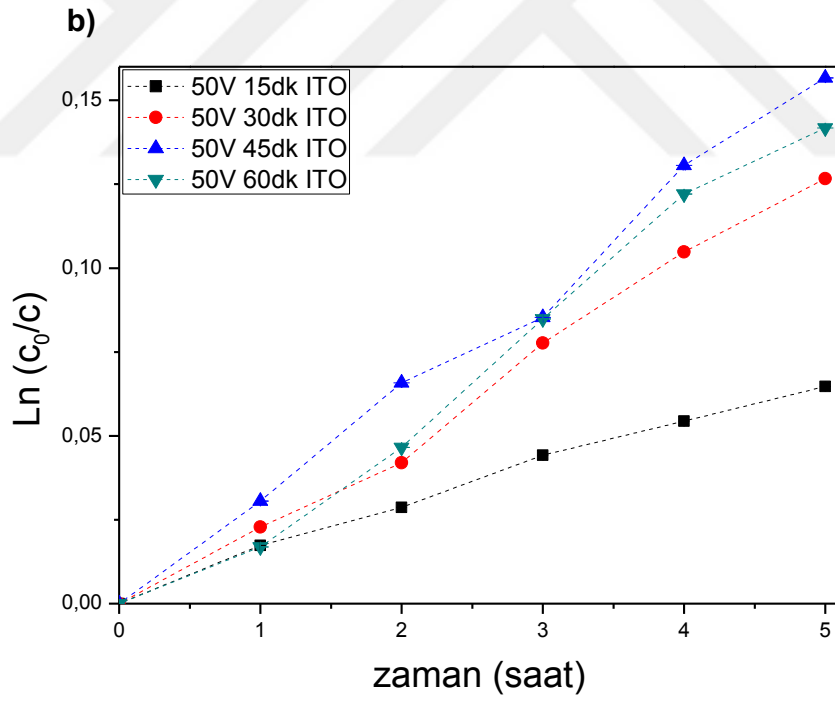 b)
50V 15dk ITO
50V 30dk ITO
50V 45dk ITO
50V 60dk ITO
0,15
0,10
0,05
0,00
Ln (c₀/c)
0 1 2 3 4 5
zaman (saat)